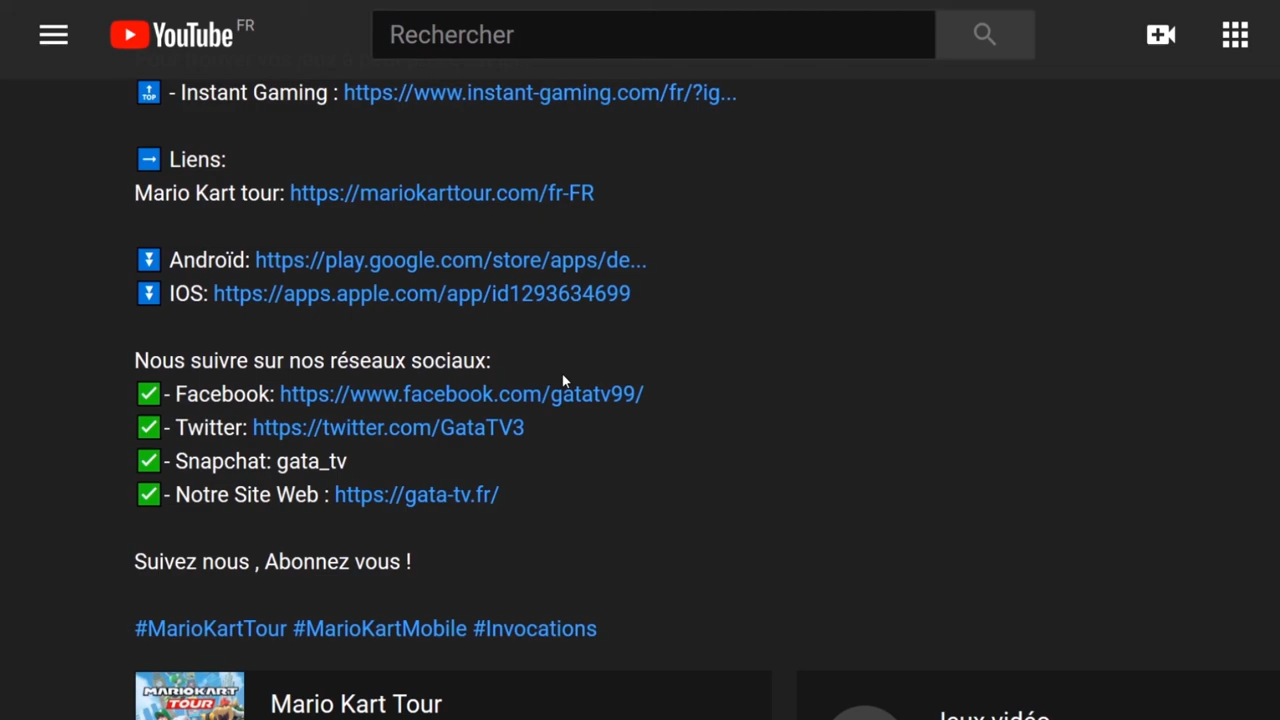 YouTube FR
Rechercher
TOP - Instant Gaming : https://www.instant-gaming.com/fr/?ig...
Liens:
Mario Kart tour: https://mariokarttour.com/fr-FR
Androïd: https://play.google.com/store/apps/de...
IOS: https://apps.apple.com/app/id1293634699
Nous suivre sur nos réseaux sociaux:
- Facebook: https://www.facebook.com/gatatv99/
- Twitter: https://twitter.com/GataTV3
- Snapchat: gata_tv
- Notre Site Web : https://gata-tv.fr/
Suivez nous , Abonnez vous !
#MarioKartTour #MarioKartMobile #Invocations
MARIOKART
TOUR
Mario Kart Tour
Jeux vidéo